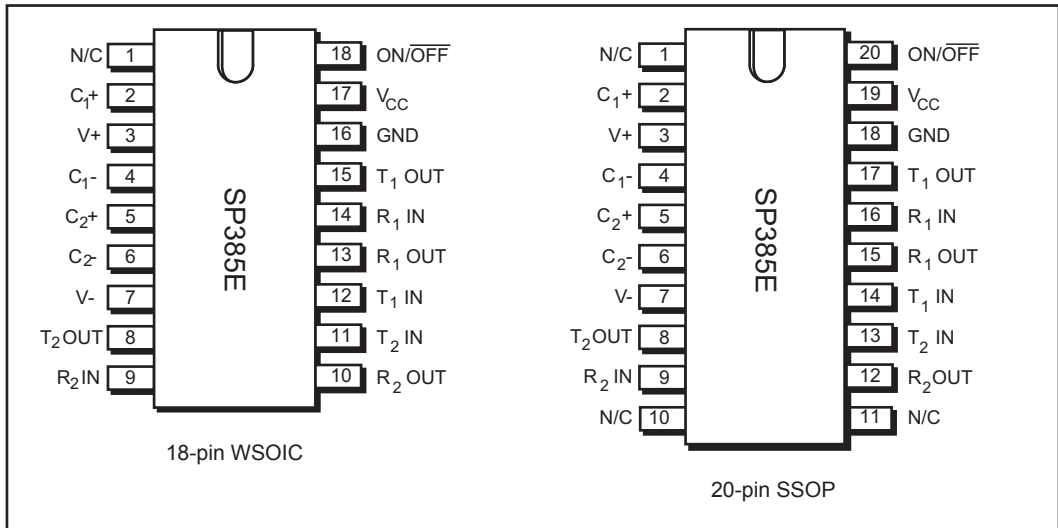 N/C 1
C1+ 2
V+ 3
C1- 4
C2+ 5
C2- 6
V- 7
T2OUT 8
R2IN 9
SP385E
18 ON/OFF
17 VCC
16 GND
15 T1 OUT
14 R1 IN
13 R1 OUT
12 T1 IN
11 T2 IN
10 R2 OUT
18-pin WSOIC
N/C 1
C1+ 2
V+ 3
C1- 4
C2+ 5
C2- 6
V- 7
T2OUT 8
R2 IN 9
N/C 10
SP385E
20 ON/OFF
19 VCC
18 GND
17 T1 OUT
16 R1 IN
15 R1 OUT
14 T1 IN
13 T2 IN
12 R2OUT
11 N/C
20-pin SSOP